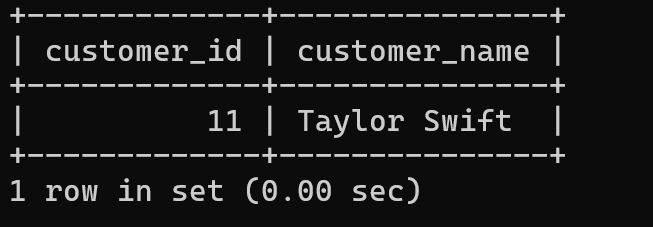 +-------------+---------------+
| customer_id | customer_name |
+-------------+---------------+
|          11 | Taylor Swift  |
+-------------+---------------+
1 row in set (0.00 sec)